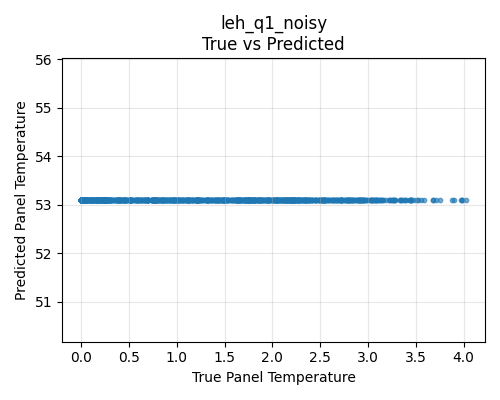 leh_q1_noisy
True vs Predicted
56
55
54
53
52
51
Predicted Panel Temperature
0.0 0.5 1.0 1.5 2.0 2.5 3.0 3.5 4.0
True Panel Temperature